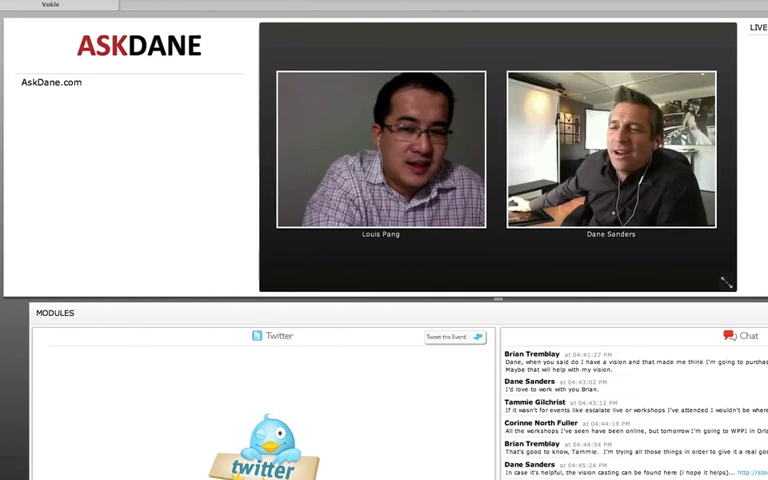 Vokle
ASKDANE
LIVE
AskDane.com
Louis Pang
Dane Sanders
MODULES
Twitter
Tweet this Event!
Chat
Brian Tremblay at 04:41:27 PM
Dane, when you said do I have a vision and that made me think I'm going to purchas
Maybe that will help with my vision.
Dane Sanders at 04:43:02 PM
I'd love to work with you Brian.
Tammie Gilchrist at 04:43:12 PM
If it wasn't for events like escalate live or workshops I've attended I wouldn't be where
Corinne North Fuller at 04:44:19 PM
All the workshops I've seen have been online, but tomorrow I'm going to WPPI in Orla
Brian Tremblay at 04:44:54 PM
That's good to know, Tammie. I'm trying all those things in order to give it a real goo
Dane Sanders at 04:45:24 PM
In case it's helpful, the vision casting can be found here (i hope it helps)... http://ste
twitter